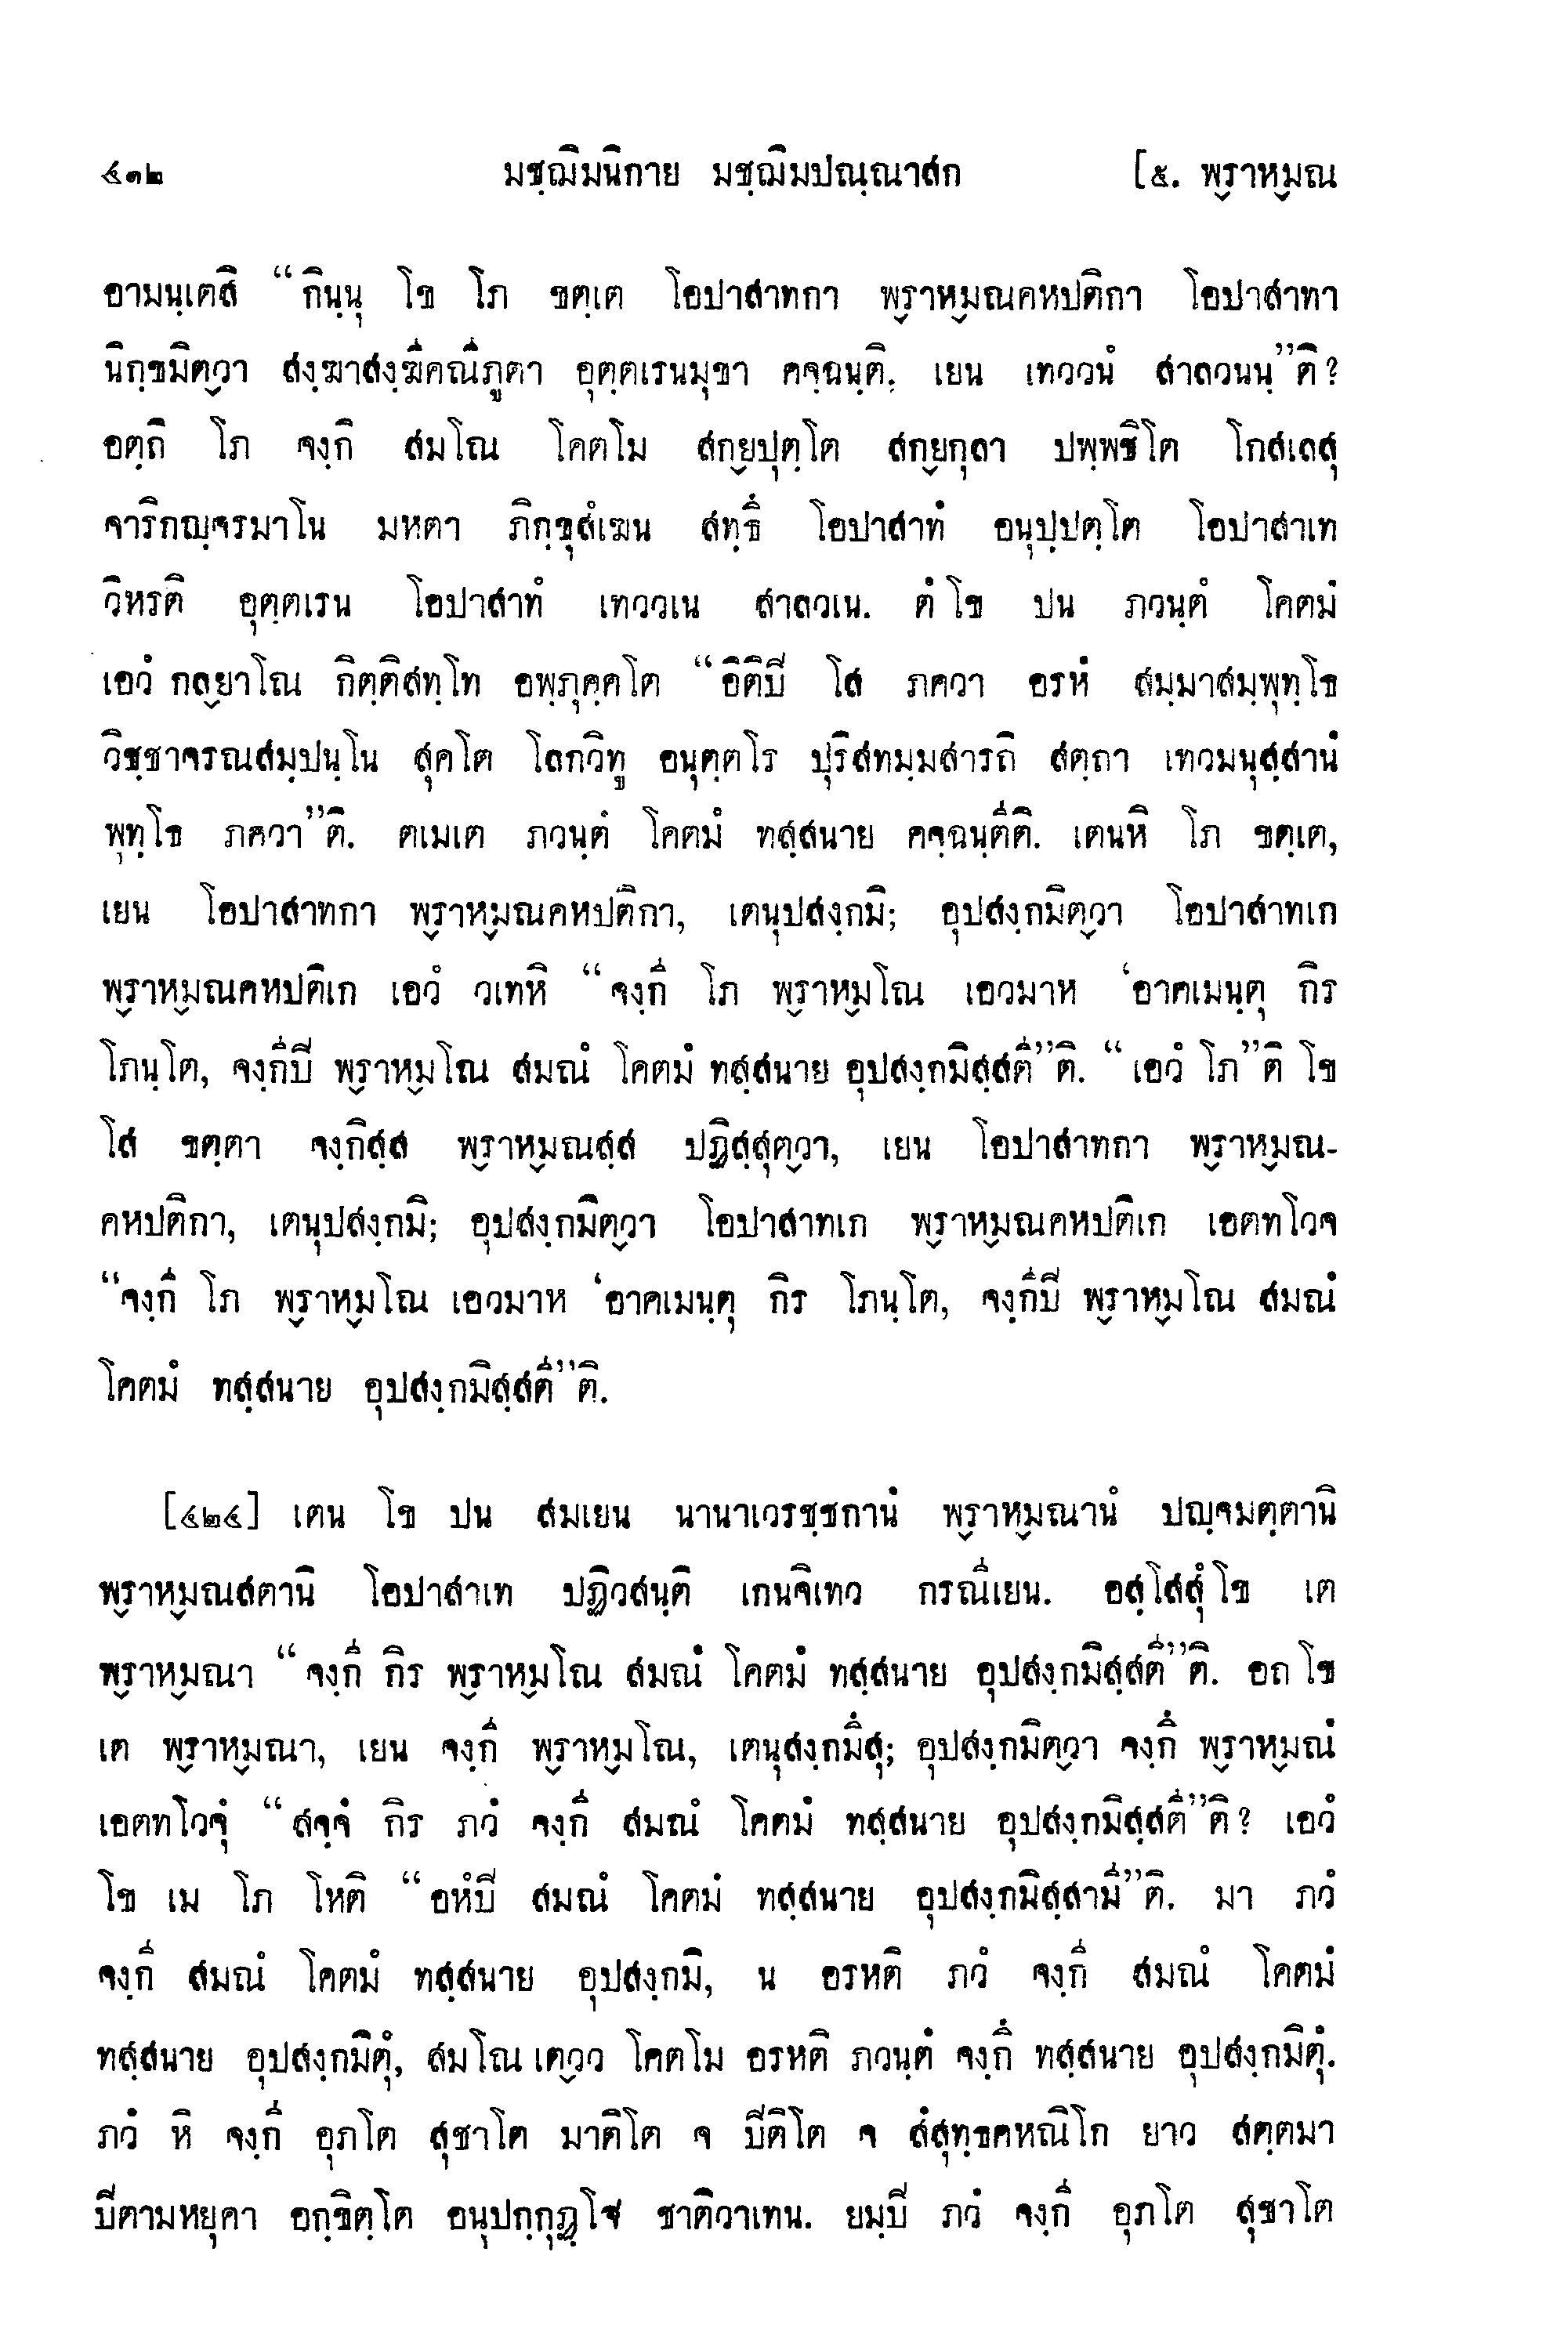 ๔๑๒ มชฺฌิมนิกาย มชฺฌิมปณฺณาสก [๕. พฺราหฺมณ
อามนฺเตสิ “กินฺนุ โข โภ ขตฺเต โอปาสาทกา พฺราหฺมณคหปติกา โอปาสาทา
นิกฺขมิตฺวา สงฺฆาสงฺฆึคณีภูตา อุตฺตเรนมุขา คจฺฉนฺติ, เยน เทววนํ สาลวนนฺ”ติ?
อตฺถิ โภ จงฺกิ สมโณ โคตโม สกฺยปุตฺโต สกฺยกุลา ปพฺพชิโต โกสเลสุ
จาริกญฺจรมาโน มหตา ภิกฺขุสํเฆน สทฺธึ โอปาสาทํ อนุปฺปตฺโต โอปาสาเท
วิหรติ อุตฺตเรน โอปาสาทํ เทววเน สาลวเน. ตํ โข ปน ภวนฺตํ โคตมํ
เอวํ กลฺยาโณ กิตฺติสทฺโท อพฺภุคฺคโต “อิติปิ โส ภควา อรหํ สมฺมาสมฺพุทฺโธ
วิชฺชาจรณสมฺปนฺโน สุคโต โลกวิทู อนุตฺตโร ปุริสทมฺมสารถิ สตฺถา เทวมนุสฺสานํ
พุทฺโธ ภควา”ติ. ตเมเต ภวนฺตํ โคตมํ ทสฺสนาย คจฺฉนฺตีติ. เตนหิ โภ ขตฺเต,
เยน โอปาสาทกา พฺราหฺมณคหปติกา, เตนุปสงฺกมิ; อุปสงฺกมิตฺวา โอปาสาทเก
พฺราหฺมณคหปติเก เอวํ วเทหิ “จงฺกี โภ พฺราหฺมโณ เอวมาห ‘อาคเมนฺตุ กิร
โภนฺโต, จงฺกีปิ พฺราหฺมโณ สมณํ โคตมํ ทสฺสนาย อุปสงฺกมิสฺสตี”ติ. “เอวํ โภ”ติ โข
โส ขตฺตา จงฺกิสฺส พฺราหฺมณสฺส ปฏิสฺสุตฺวา, เยน โอปาสาทกา พฺราหฺมณ-
คหปติกา, เตนุปสงฺกมิ; อุปสงฺกมิตฺวา โอปาสาทเก พฺราหฺมณคหปติเก เอตทโวจ
“จงฺกี โภ พฺราหฺมโณ เอวมาห ‘อาคเมนฺตุ กิร โภนฺโต, จงฺกีปิ พฺราหฺมโณ สมณํ
โคตมํ ทสฺสนาย อุปสงฺกมิสฺสตี”ติ.
[๔๒๔] เตน โข ปน สมเยน นานาเวรชฺชกานํ พฺราหฺมณานํ ปญฺจมตฺตานิ
พฺราหฺมณสตานิ โอปาสาเท ปฏิวสนฺติ เกนจิเทว กรณีเยน. อสฺโสสุํ โข เต
พฺราหฺมณา “จงฺกี กิร พฺราหฺมโณ สมณํ โคตมํ ทสฺสนาย อุปสงฺกมิสฺสตี”ติ. อถ โข
เต พฺราหฺมณา, เยน จงฺกี พฺราหฺมโณ, เตนุสงฺกมึสุ; อุปสงฺกมิตฺวา จงฺกึ พฺราหฺมณํ
เอตทโวจุํ “สจฺจํ กิร ภวํ จงฺกี สมณํ โคตมํ ทสฺสนาย อุปสงฺกมิสฺสตี”ติ? เอวํ
โข เม โภ โหติ “อหํปิ สมณํ โคตมํ ทสฺสนาย อุปสงฺกมิสฺสามี”ติ. มา ภวํ
จงฺกี สมณํ โคตมํ ทสฺสนาย อุปสงฺกมิ, น อรหติ ภวํ จงฺกี สมณํ โคตมํ
ทสฺสนาย อุปสงฺกมิตุํ, สมโณ เตฺวว โคตโม อรหติ ภวนฺตํ จงฺกึ ทสฺสนาย อุปสงฺกมิตุํ.
ภวํ หิ จงฺกี อุภโต สุชาโต มาติโต จ ปิติโต จ สํสุทฺธคหณิโก ยาว สตฺตมา
ปิตามหยุคา อกฺขิตฺโต อนุปกฺกุฏฺโฐ ชาติวาเทน. ยมฺปิ ภวํ จงฺกี อุภโต สุชาโต